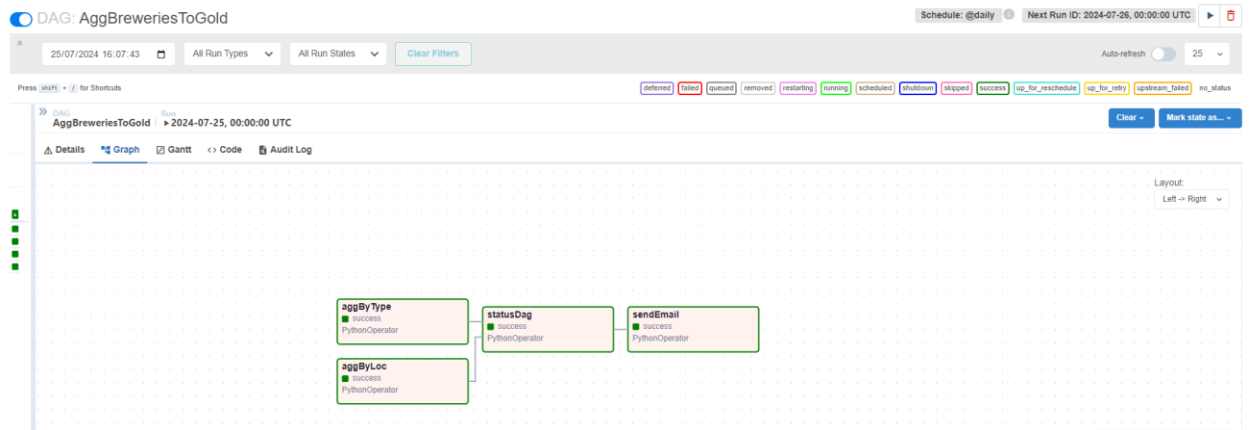 DAG: AggBreweriesToGold
Schedule: @daily
Next Run ID: 2024-07-26, 00:00:00 UTC
25/07/2024 16:07:43
All Run Types
All Run States
Clear Filters
Auto-refresh
25
Press shift + / for Shortcuts
deferred failed queued removed restarting running scheduled shutdown skipped success up_for_reschedule up_for_retry upstream_failed no_status
DAG
AggBreweriesToGold /
Run
2024-07-25, 00:00:00 UTC
Clear
Mark state as...
Details
Graph
Gantt
Code
Audit Log
Layout:
Left -> Right
aggByType
success
PythonOperator
statusDag
success
PythonOperator
sendEmail
success
PythonOperator
aggByLoc
success
PythonOperator